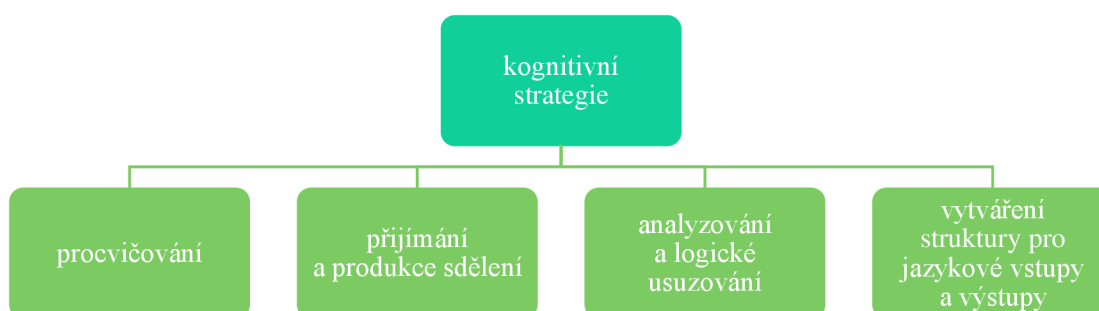 kognitivní
strategie
procvičování
přijímání
a produkce sdělení
analyzování
a logické
usuzování
vytváření
struktury pro
jazykové vstupy
a výstupy